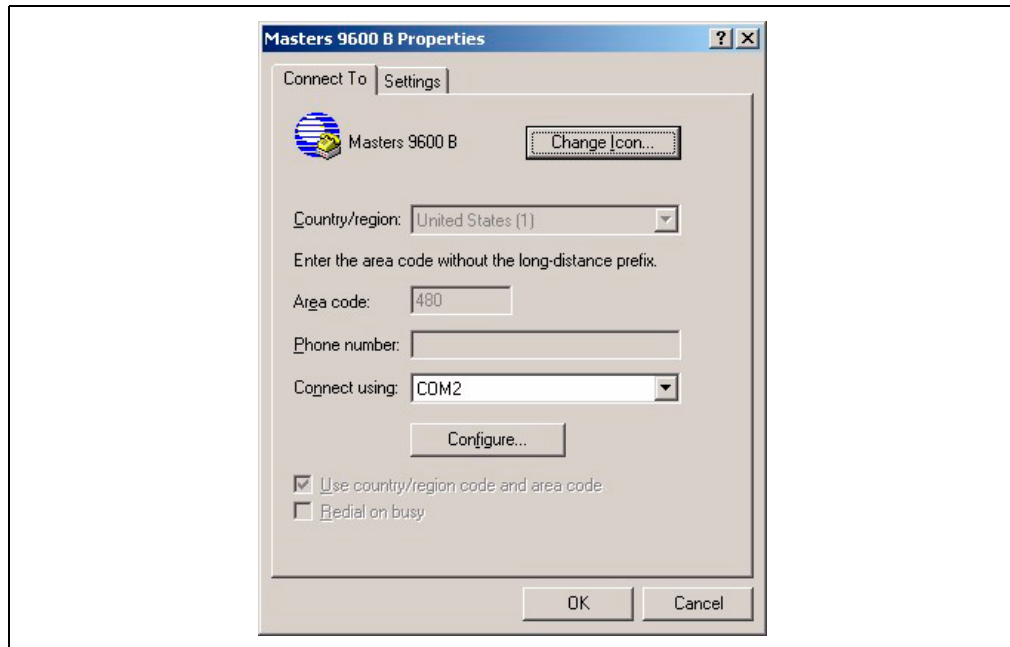 Masters 9600 B Properties
Connect To Settings
Masters 9600 B Change Icon...
Country/region: United States (1)
Enter the area code without the long-distance prefix.
Area code: 480
Phone number:
Connect using: COM2
Configure...
Use country/region code and area code
Redial on busy
OK Cancel